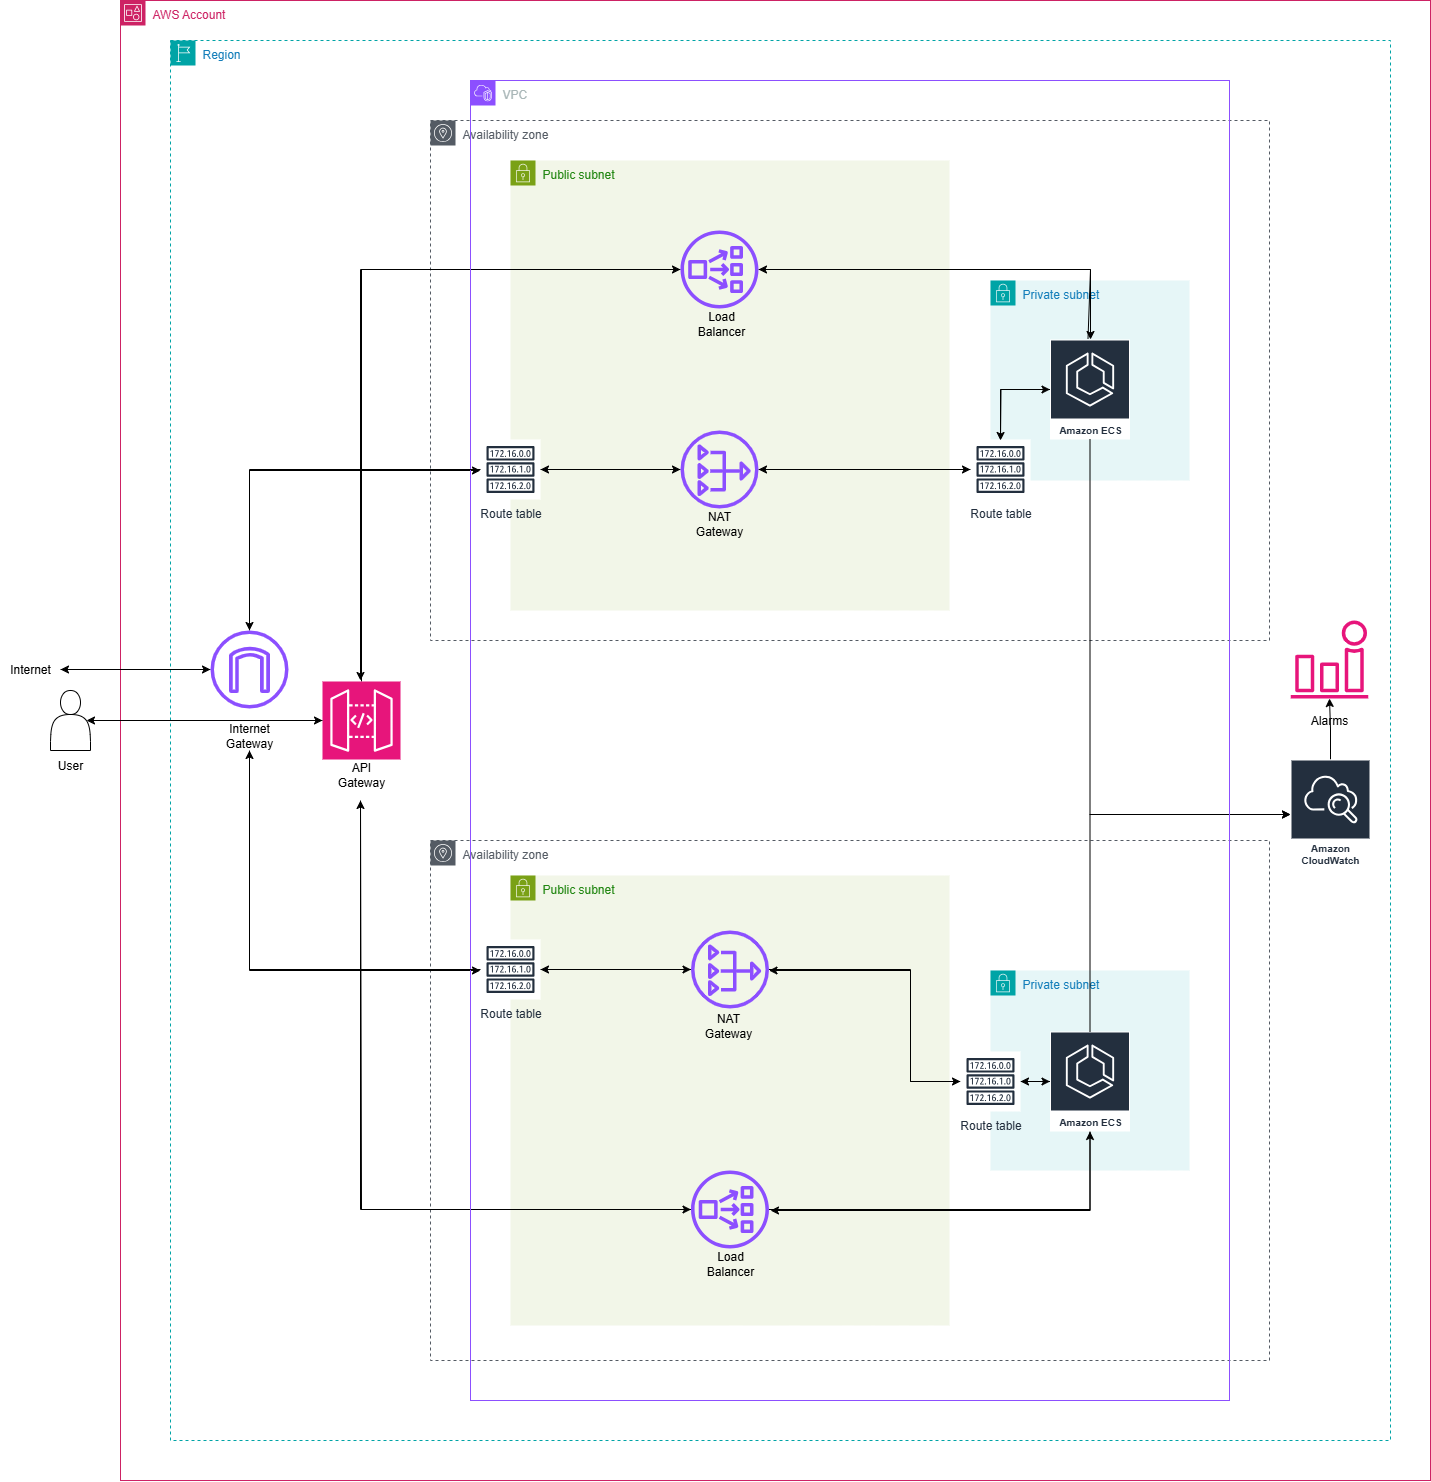 AWS Account
Region
VPC
Availability zone
Public subnet
Load
Balancer
Private subnet
Amazon ECS
172.16.0.0
172.16.1.0
172.16.2.0
Route table
NAT
Gateway
172.16.0.0
172.16.1.0
172.16.2.0
Route table
Internet
Internet
Gateway
User
</>
API
Gateway
Alarms
Amazon
CloudWatch
Availability zone
Public subnet
172.16.0.0
172.16.1.0
172.16.2.0
Route table
NAT
Gateway
Private subnet
172.16.0.0
172.16.1.0
172.16.2.0
Route table
Amazon ECS
Load
Balancer